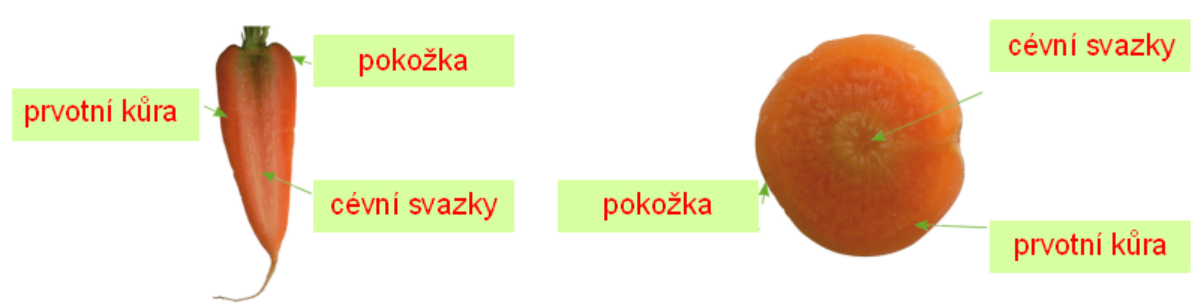 pokožka
prvotní kůra
cévní svazky
cévní svazky
pokožka
prvotní kůra